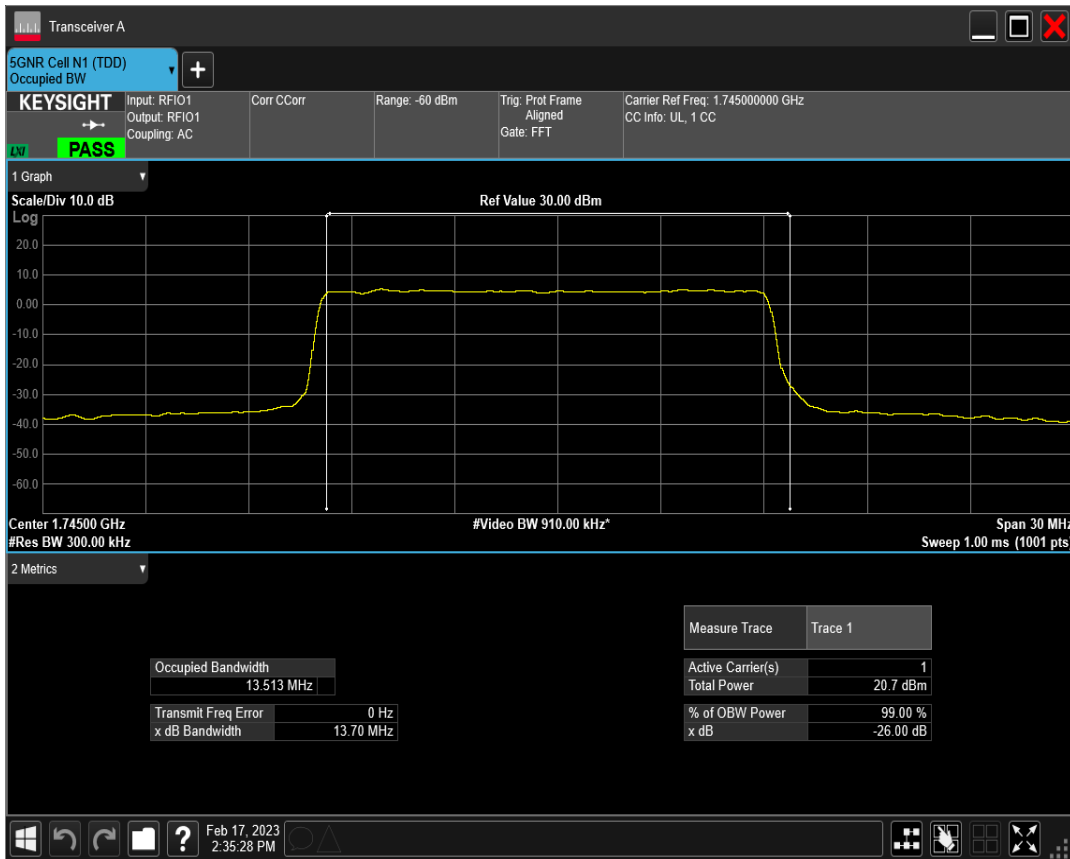 Transceiver A
5GNR Cell N1 (TDD)
Occupied BW
KEYSIGHT
LXI
PASS
Input: RFIO1
Output: RFIO1
Coupling: AC
Corr CCorr
Range: -60 dBm
Trig: Prot Frame
Aligned
Gate: FFT
Carrier Ref Freq: 1.745000000 GHz
CC Info: UL, 1 CC
1 Graph
Scale/Div 10.0 dB
Ref Value 30.00 dBm
Log
20.0
10.0
0.00
-10.0
-20.0
-30.0
-40.0
-50.0
-60.0
Center 1.74500 GHz
#Video BW 910.00 kHz*
Span 30 MHz
#Res BW 300.00 kHz
Sweep 1.00 ms (1001 pts)
2 Metrics
Measure Trace Trace 1
Occupied Bandwidth
13.513 MHz
Active Carrier(s) 1
Total Power 20.7 dBm
Transmit Freq Error 0 Hz
x dB Bandwidth 13.70 MHz
% of OBW Power 99.00 %
x dB -26.00 dB
?
Feb 17, 2023
2:35:28 PM